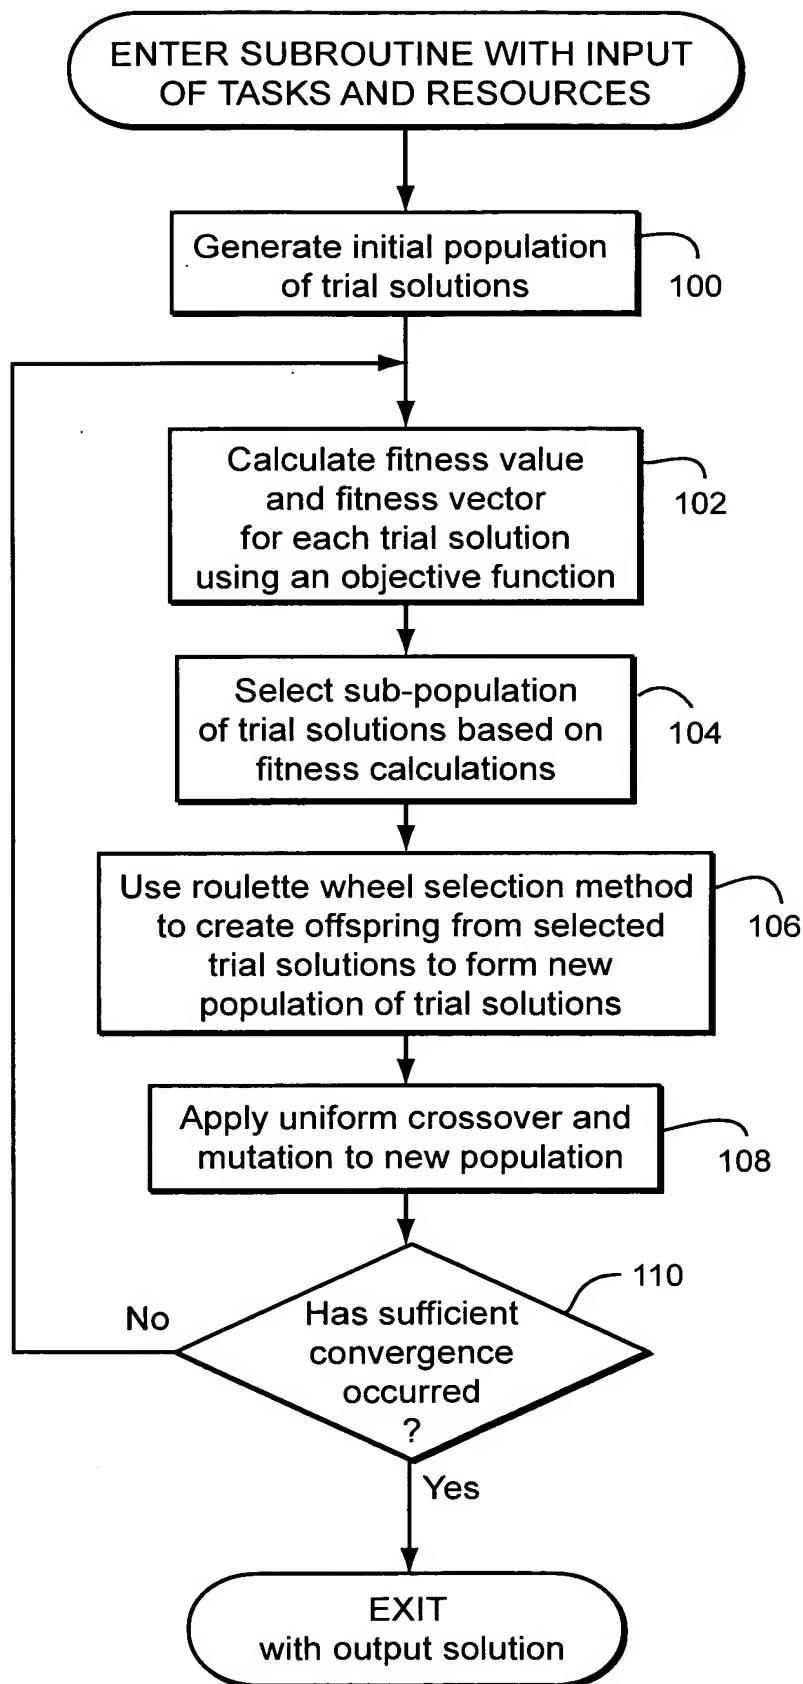 ENTER SUBROUTINE WITH INPUT
OF TASKS AND RESOURCES
Generate initial population
of trial solutions
100
Calculate fitness value
and fitness vector
for each trial solution
using an objective function
102
Select sub-population
of trial solutions based on
fitness calculations
104
Use roulette wheel selection method
to create offspring from selected
trial solutions to form new
population of trial solutions
106
Apply uniform crossover and
mutation to new population
108
110
No
Has sufficient
convergence
occurred
?
Yes
EXIT
with output solution